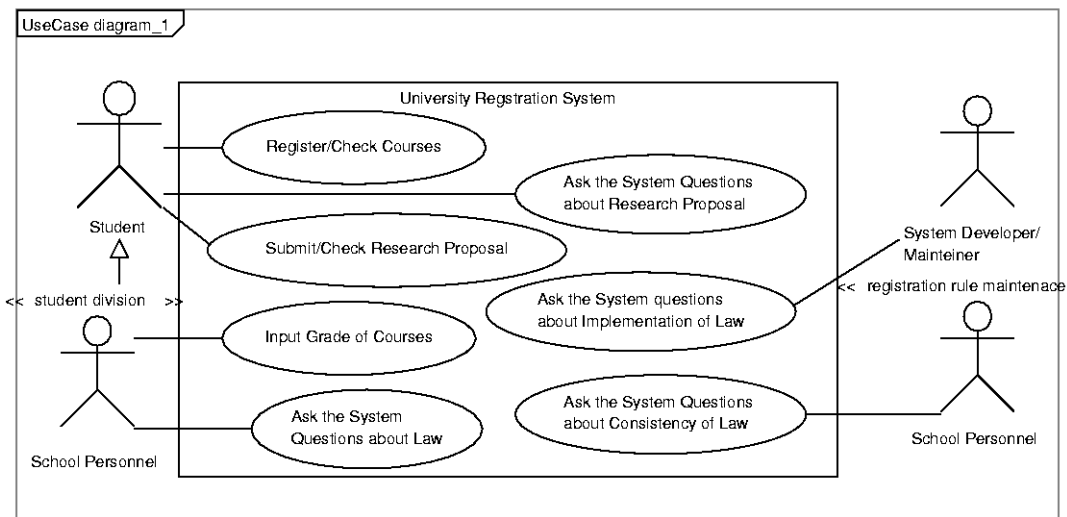 UseCase diagram_1
University Regstration System
Register/Check Courses
Ask the System Questions
about Research Proposal
Student
Submit/Check Research Proposal
System Developer/
Mainteiner
<< student division >>
Ask the System questions
about Implementation of Law
<< registration rule maintenace
Input Grade of Courses
Ask the System
Questions about Law
Ask the System Questions
about Consistency of Law
School Personnel
School Personnel